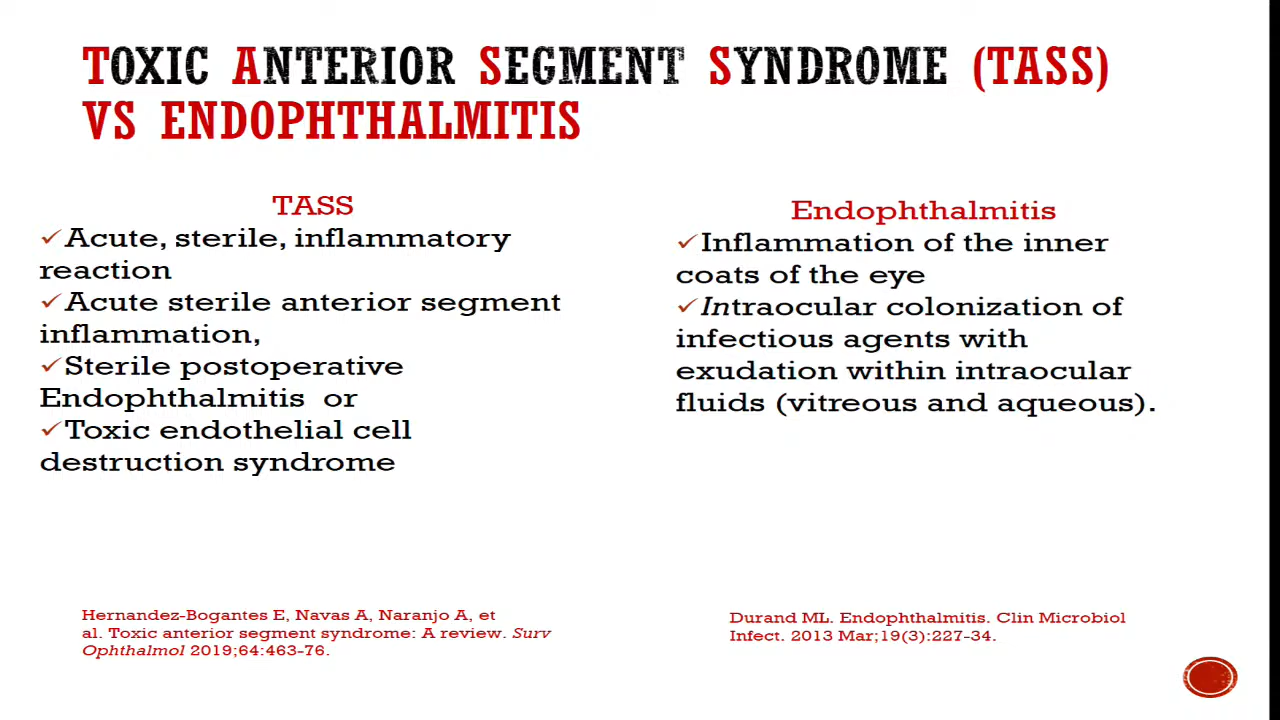 TOXIC ANTERIOR SEGMENT SYNDROME (TASS)
VS ENDOPHTHALMITIS
TASS
✓Acute, sterile, inflammatory
reaction
✓Acute sterile anterior segment
inflammation,
✓Sterile postoperative
Endophthalmitis or
✓Toxic endothelial cell
destruction syndrome
Endophthalmitis
✓Inflammation of the inner
coats of the eye
✓Intraocular colonization of
infectious agents with
exudation within intraocular
fluids (vitreous and aqueous).
Hernandez-Bogantes E, Navas A, Naranjo A, et
al. Toxic anterior segment syndrome: A review. Surv
Ophthalmol 2019;64:463-76.
Durand ML. Endophthalmitis. Clin Microbiol
Infect. 2013 Mar;19(3):227-34.